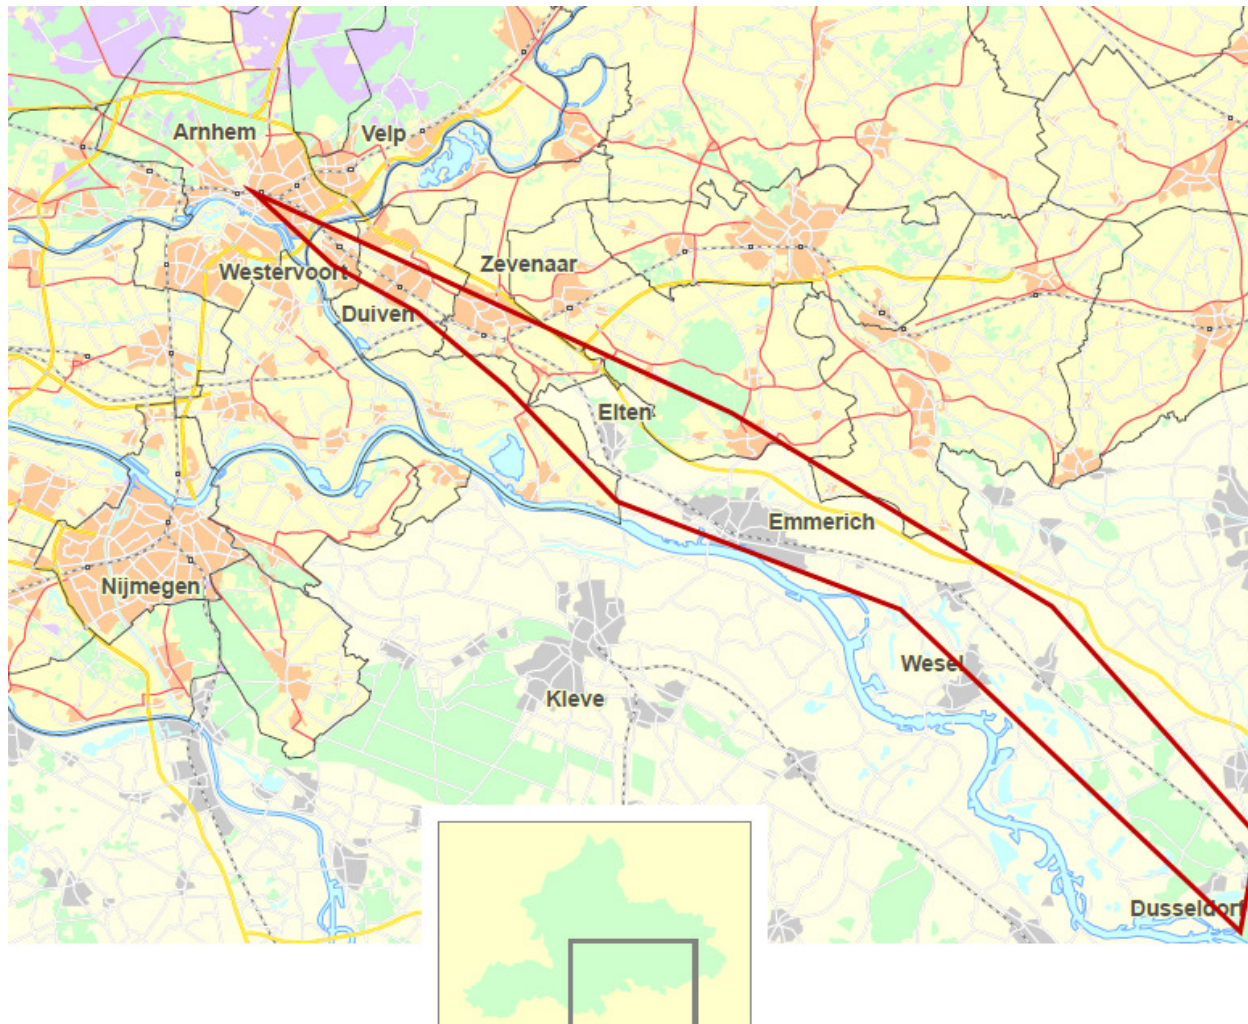 Arnhem
Velp
Westervoort
Zevenaar
Duiven
Elten
Emmerich
Nijmegen
Wesel
Kleve
Dusseldorf